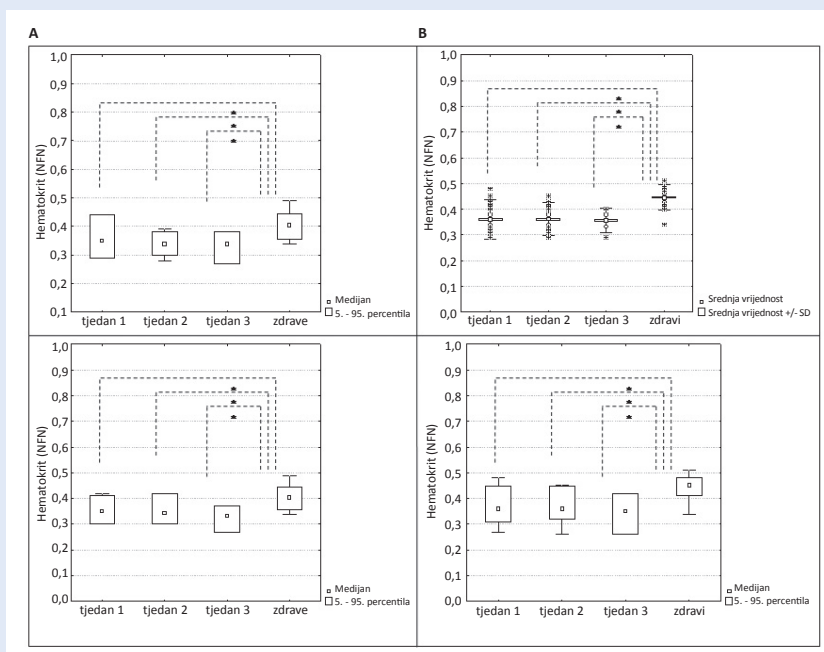 A
Hematokrit (NFN)
1,0
0,9
0,8
0,7
0,6
0,5
0,4
0,3
0,2
0,1
* * *
tjedan 1 tjedan 2 tjedan 3 zdrave
Medijan
5. - 95. percentila
B
Hematokrit (NFN)
1,0
0,9
0,8
0,7
0,6
0,5
0,4
0,3
0,2
0,1
0,0
* * *
tjedan 1 tjedan 2 tjedan 3 zdravi
Srednja vrijednost
Srednja vrijednost +/- SD
Hematokrit (NFN)
1,0
0,9
0,8
0,7
0,6
0,5
0,4
0,3
0,2
0,1
0,0
* * *
tjedan 1 tjedan 2 tjedan 3 zdrave
Medijan
5. - 95. percentila
Hematokrit (NFN)
1,0
0,9
0,8
0,7
0,6
0,5
0,4
0,3
0,2
0,1
0,0
* * *
tjedan 1 tjedan 2 tjedan 3 zdravi
Medijan
5. - 95. percentila